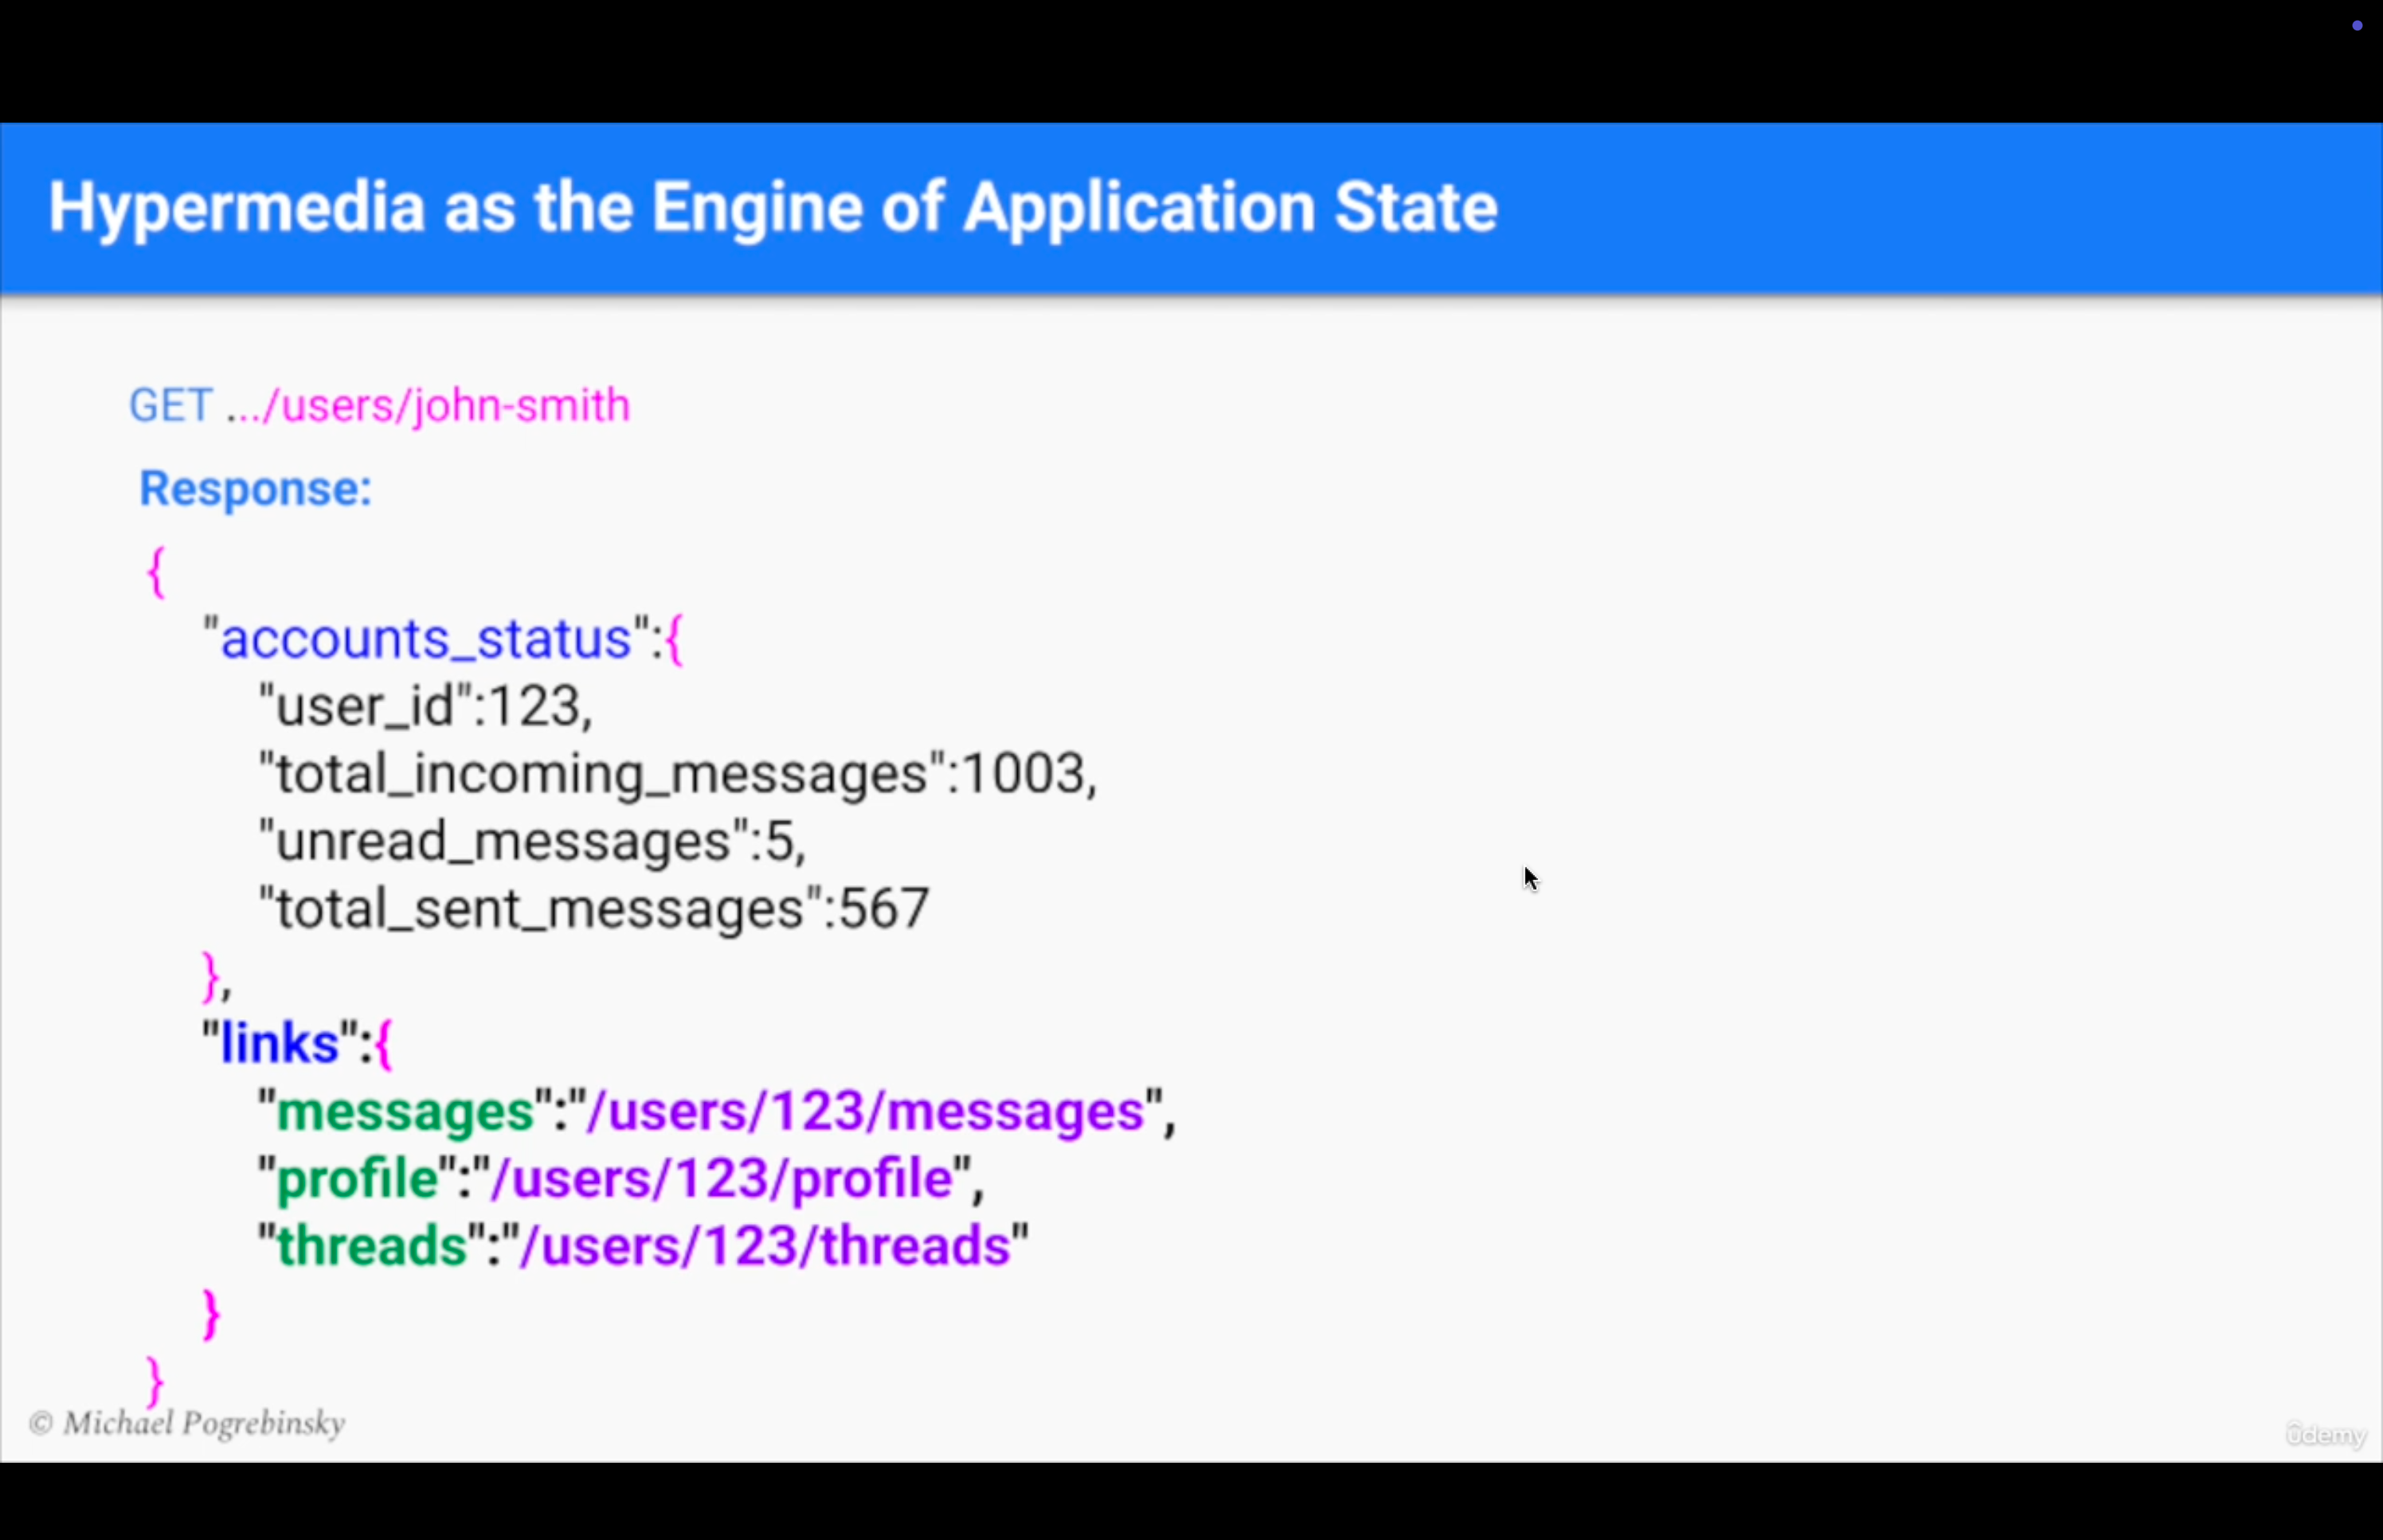 Hypermedia as the Engine of Application State
GET .../users/john-smith
Response:
{
"accounts_status":{
"user_id":123,
"total_incoming_messages":1003,
"unread_messages":5,
"total_sent_messages":567
},
"links":{
"messages":"/users/123/messages",
"profile":"/users/123/profile",
"threads":"/users/123/threads"
}
}
© Michael Pogrebinsky
ûdemy